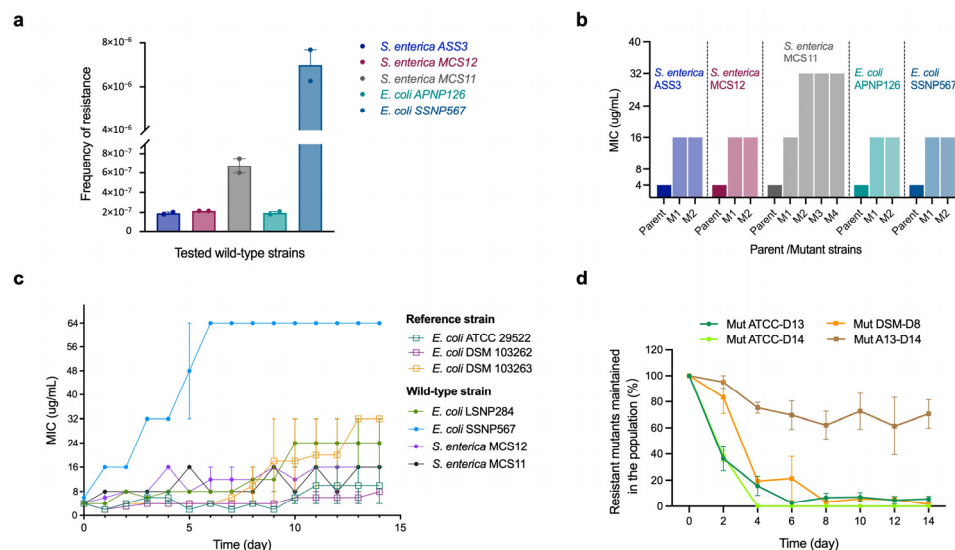 a
8×10⁻⁶
6×10⁻⁶
4×10⁻⁶
8×10⁻⁷
6×10⁻⁷
4×10⁻⁷
2×10⁻⁷
0
Frequency of resistance
Tested wild-type strains
S. enterica ASS3
S. enterica MCS12
S. enterica MCS11
E. coli APNP126
E. coli SSNP567
b
MIC (ug/mL)
40
32
24
16
8
4
S. enterica
ASS3
S. enterica
MCS12
S. enterica
MCS11
E. coli
APNP126
E. coli
SSNP567
Parent M1 M2 Parent M1 M2 Parent M1 M2 M3 M4 Parent M1 M2 Parent M1 M2
Parent /Mutant strains
c
MIC (ug/mL)
64
56
48
40
32
24
16
8
0
0 5 10 15
Time (day)
Reference strain
E. coli ATCC 29522
E. coli DSM 103262
E. coli DSM 103263
Wild-type strain
E. coli LSNP284
E. coli SSNP567
S. enterica MCS12
S. enterica MCS11
d
Mut ATCC-D13 Mut DSM-D8
Mut ATCC-D14 Mut A13-D14
Resistant mutants maintained
in the population (%)
120
100
80
60
40
20
0
0 2 4 6 8 10 12 14
Time (day)